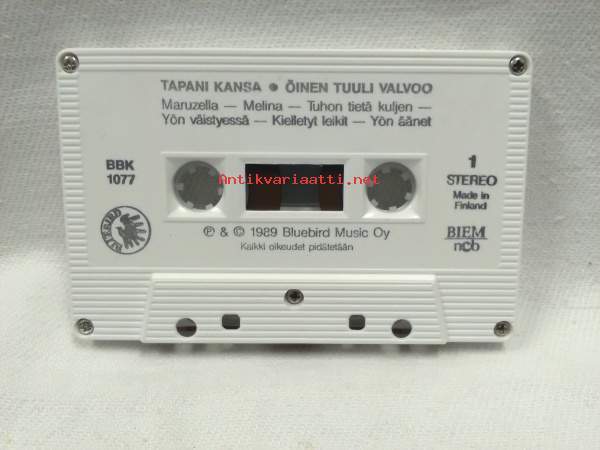 TAPANI KANSA ● ÖINEN TUULI VALVOO
Maruzella — Melina — Tuhon tietä kuljen —
Yön väistyessä — Kielletyt leikit — Yön äänet
BBK
1077
1
STEREO
Made in
Finland
Antikvariaatti.net
BLUEBIRD
BIEM
ncb
℗ & © 1989 Bluebird Music Oy
Kaikki oikeudet pidätetään